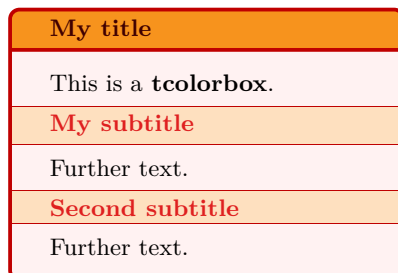 My title
This is a tcolorbox.
My subtitle
Further text.
Second subtitle
Further text.